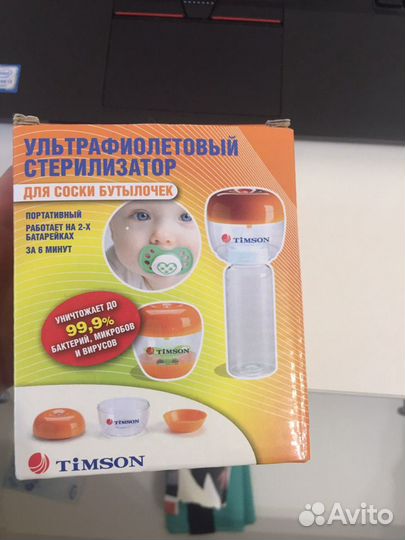 УЛЬТРАФИОЛЕТОВЫЙ
СТЕРИЛИЗАТОР
ДЛЯ СОСКИ БУТЫЛОЧЕК
ПОРТАТИВНЫЙ
РАБОТАЕТ НА 2-Х
БАТАРЕЙКАХ
ЗА 6 МИНУТ
TiMSON
УНИЧТОЖАЕТ ДО
99,9%
БАКТЕРИЙ, МИКРОБОВ
И ВИРУСОВ
TiMSON
TiMSON
TiMSON
Avito